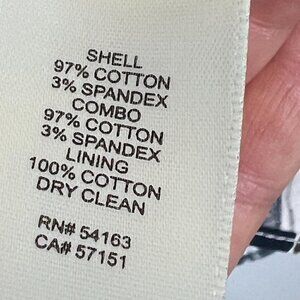 SHELL
97% COTTON
3% SPANDEX
COMBO
97% COTTON
3% SPANDEX
LINING
100% COTTON
DRY CLEAN
RN# 54163
CA# 57151